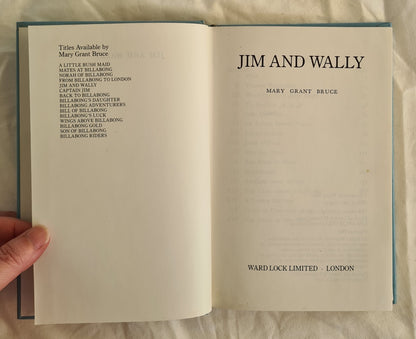 Titles Available by
Mary Grant Bruce
A LITTLE BUSH MAID
MATES AT BILLABONG
NORAH OF BILLABONG
FROM BILLABONG TO LONDON
JIM AND WALLY
CAPTAIN JIM
BACK TO BILLABONG
BILLABONG'S DAUGHTER
BILLABONG ADVENTURERS
BILL OF BILLABONG
BILLABONG'S LUCK
WINGS ABOVE BILLABONG
BILLABONG GOLD
SON OF BILLABONG
BILLABONG RIDERS
JIM AND WALLY
MARY GRANT BRUCE
WARD LOCK LIMITED · LONDON